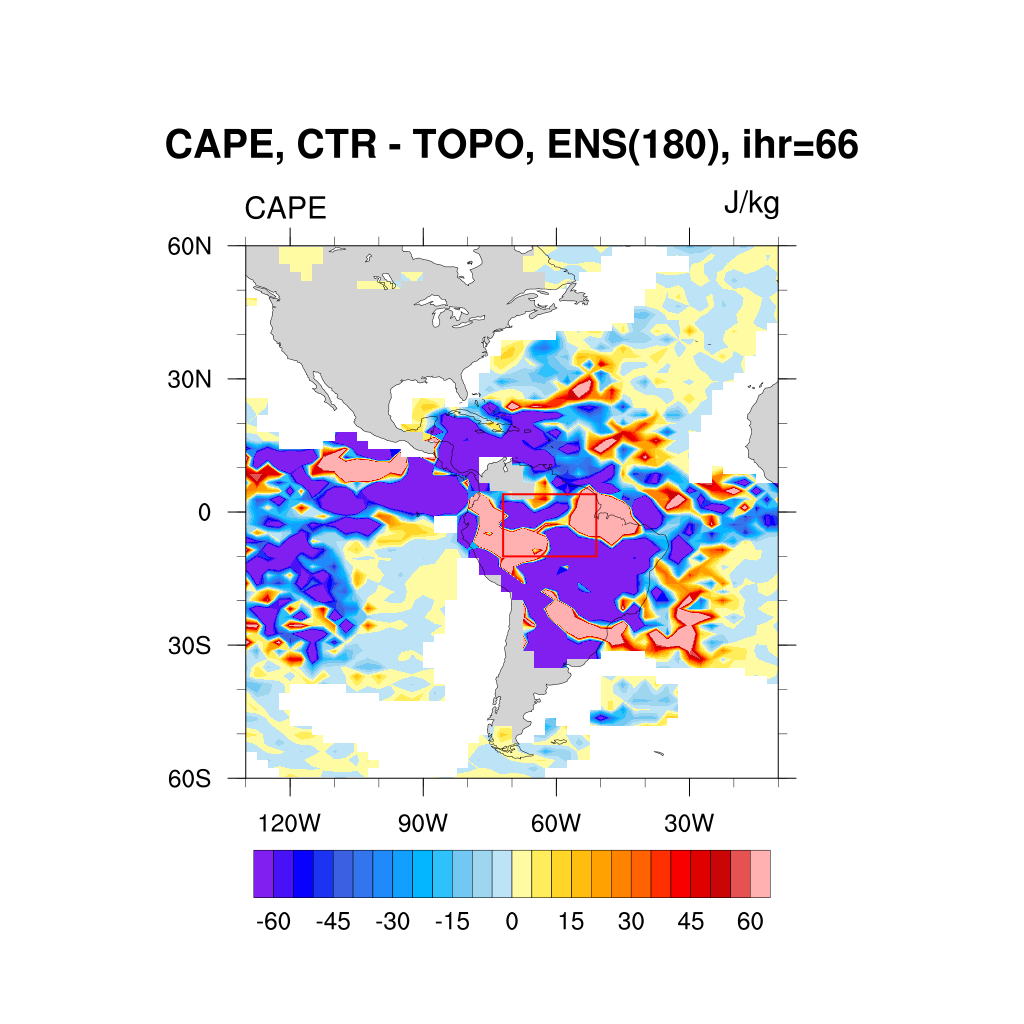 CAPE, CTR - TOPO, ENS(180), ihr=66
CAPE J/kg
60N
30N
0
30S
60S
120W 90W 60W 30W
-60 -45 -30 -15 0 15 30 45 60